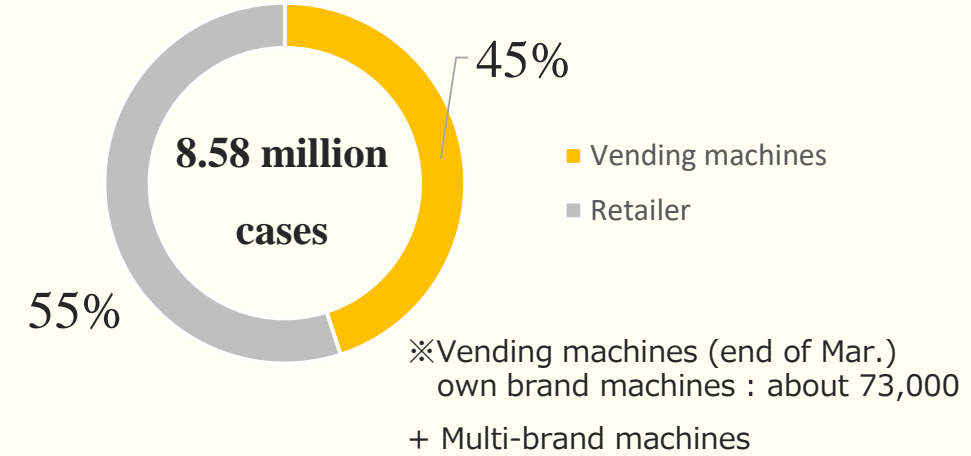 45%
8.58 million
cases
Vending machines
Retailer
55%
※Vending machines (end of Mar.)
own brand machines : about 73,000
+ Multi-brand machines